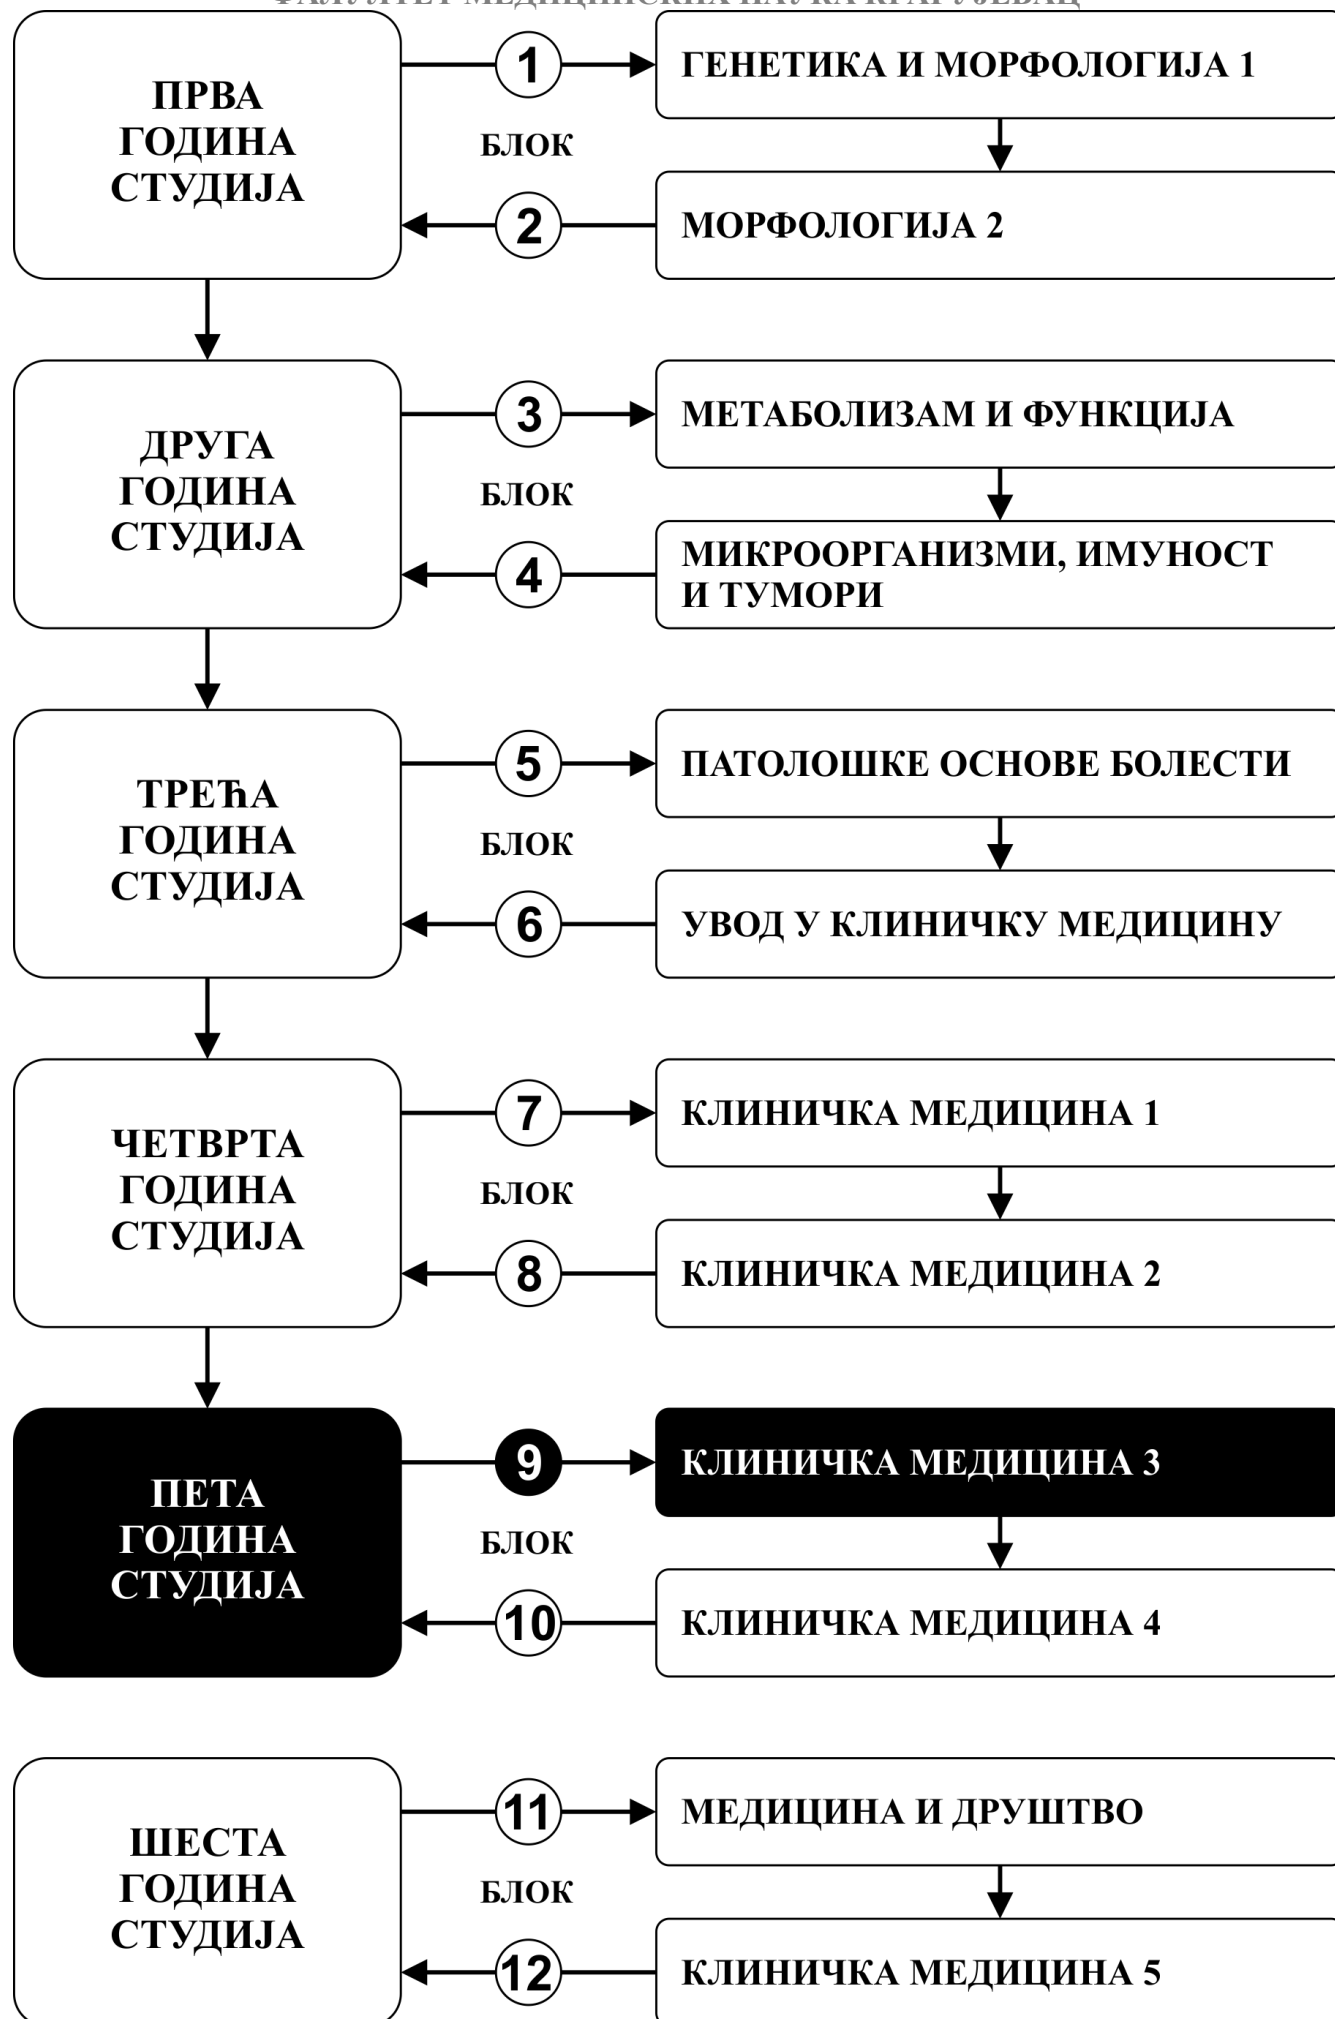 ПРВА
ГОДИНА
СТУДИЈА
1
БЛОК
2
ГЕНЕТИКА И МОРФОЛОГИЈА 1
МОРФОЛОГИЈА 2
ДРУГА
ГОДИНА
СТУДИЈА
3
БЛОК
4
МЕТАБОЛИЗАМ И ФУНКЦИЈА
МИКРООРГАНИЗМИ, ИМУНОСТ
И ТУМОРИ
ТРЕЋА
ГОДИНА
СТУДИЈА
5
БЛОК
6
ПАТОЛОШКЕ ОСНОВЕ БОЛЕСТИ
УВОД У КЛИНИЧКУ МЕДИЦИНУ
ЧЕТВРТА
ГОДИНА
СТУДИЈА
7
БЛОК
8
КЛИНИЧКА МЕДИЦИНА 1
КЛИНИЧКА МЕДИЦИНА 2
ПЕТА
ГОДИНА
СТУДИЈА
9
БЛОК
10
КЛИНИЧКА МЕДИЦИНА 3
КЛИНИЧКА МЕДИЦИНА 4
ШЕСТА
ГОДИНА
СТУДИЈА
11
БЛОК
12
МЕДИЦИНА И ДРУШТВО
КЛИНИЧКА МЕДИЦИНА 5